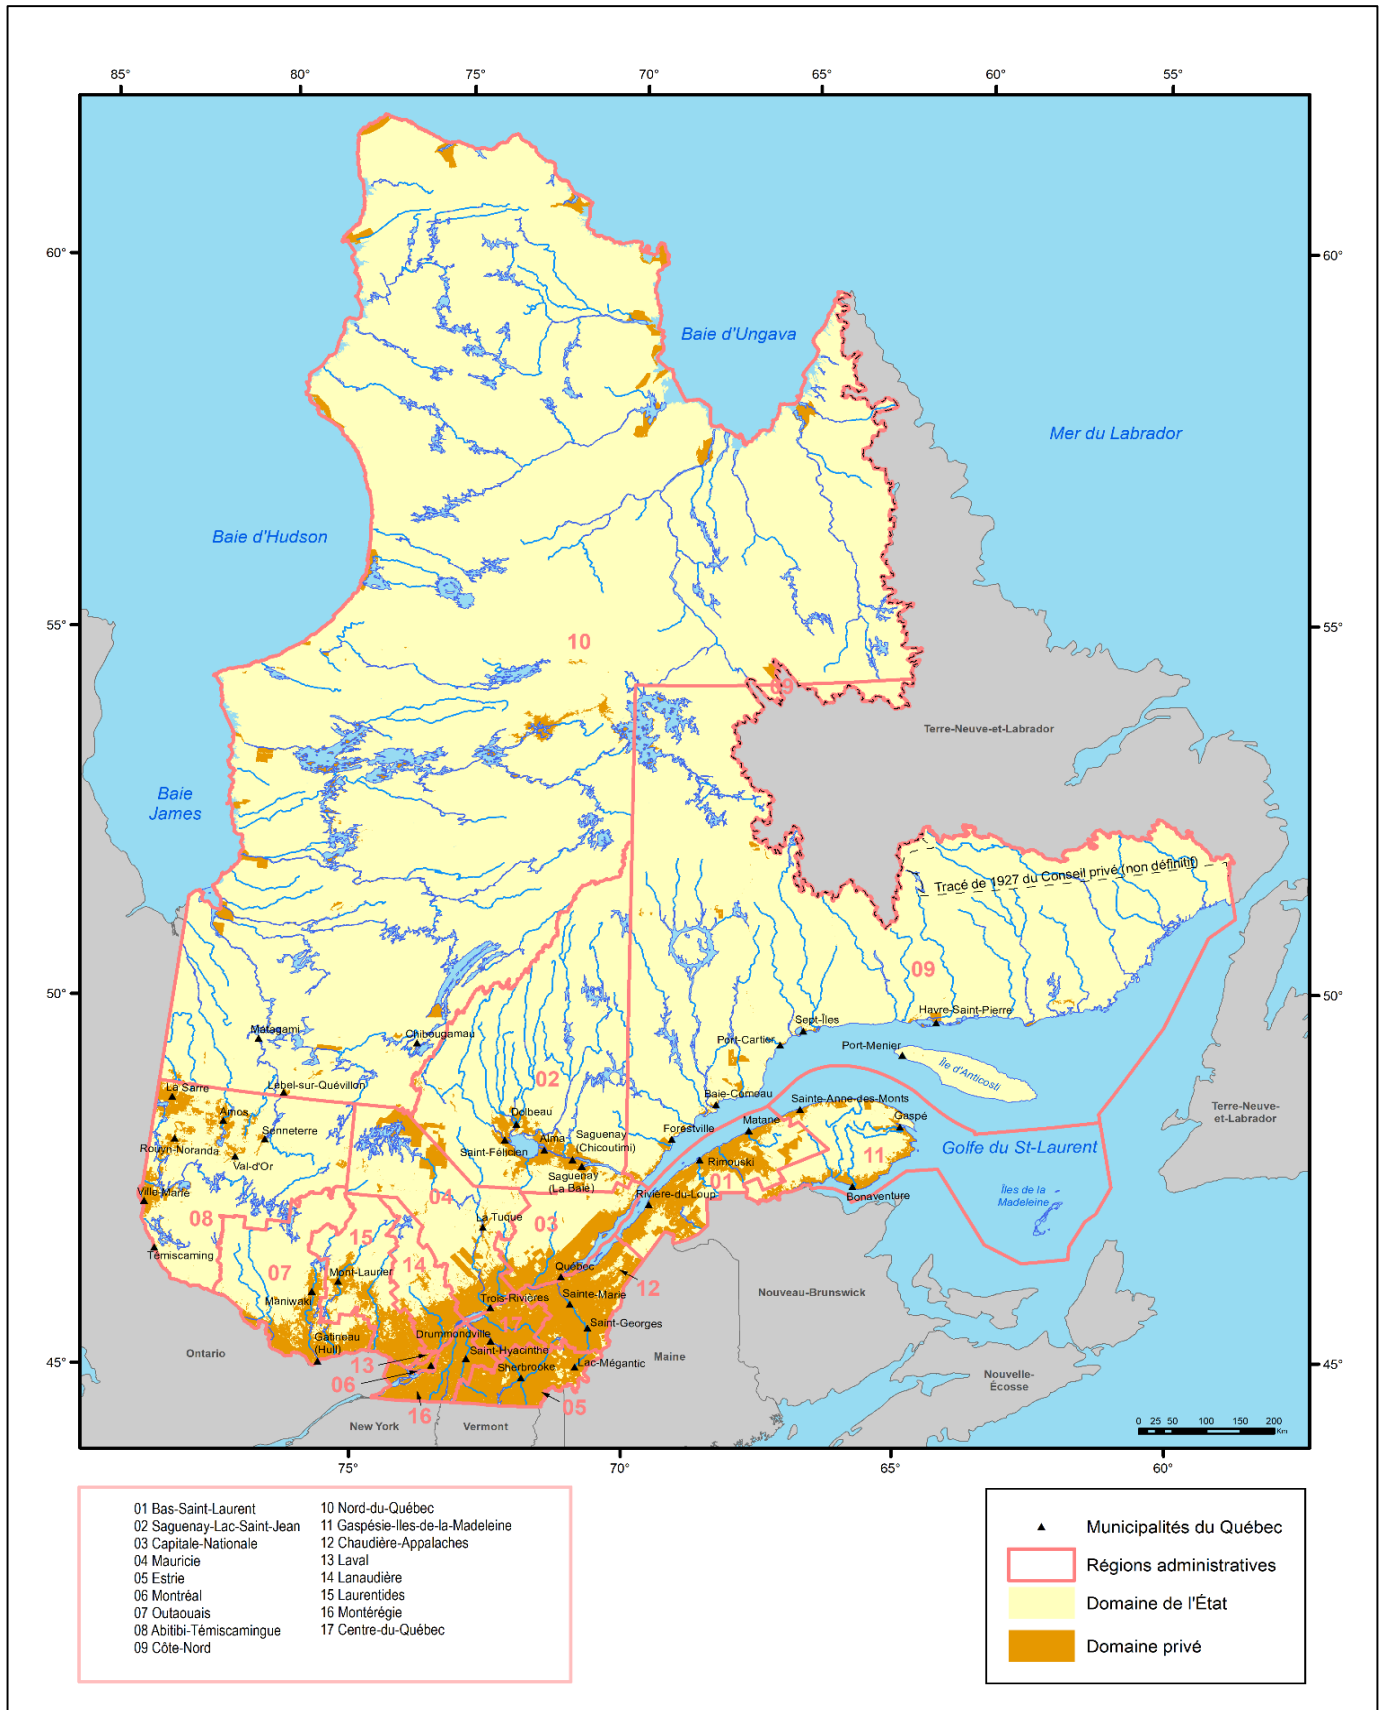 85° 80° 75° 70° 65° 60° 55°
60° 60°
Baie d'Ungava
Mer du Labrador
Baie d'Hudson
55° 55°
10
09
Terre-Neuve-et-Labrador
Baie
James
Tracé de 1927 du Conseil privé (non définitif)
09
50° 50°
Havre-Saint-Pierre
Sept-Îles
Matagami
Chibougamau
Port-Cartier
Port-Menier
Île d'Anticosti
02
La Sarre
Lebel-sur-Quévillon
Baie-Comeau
Sainte-Anne-des-Monts
Terre-Neuve-
et-Labrador
Amos
Dolbeau
Matane
Gaspé
Senneterre
Alma
Saguenay
(Chicoutimi)
Forestville
Rouyn-Noranda
Saint-Félicien
Golfe du St-Laurent
Val-d'Or
Rimouski
11
Saguenay
(La Baie)
01
Ville-Marie
04
Rivière-du-Loup
Bonaventure
Îles de la
Madeleine
08
La Tuque
03
Témiscaming
15
07
14
Mont-Laurier
Québec
12
Maniwaki
Trois-Rivières
Sainte-Marie
Nouveau-Brunswick
17
Saint-Georges
Gatineau
(Hull)
Drummondville
Ontario
Saint-Hyacinthe
Maine
13
Sherbrooke
Lac-Mégantic
45° 45°
06
Nouvelle-
Écosse
16
05
New York
Vermont
0 25 50 100 150 200
Km
75° 70° 65° 60°
01 Bas-Saint-Laurent
02 Saguenay-Lac-Saint-Jean
03 Capitale-Nationale
04 Mauricie
05 Estrie
06 Montréal
07 Outaouais
08 Abitibi-Témiscamingue
09 Côte-Nord
10 Nord-du-Québec
11 Gaspésie-Iles-de-la-Madeleine
12 Chaudière-Appalaches
13 Laval
14 Lanaudière
15 Laurentides
16 Montérégie
17 Centre-du-Québec
Municipalités du Québec
Régions administratives
Domaine de l'État
Domaine privé